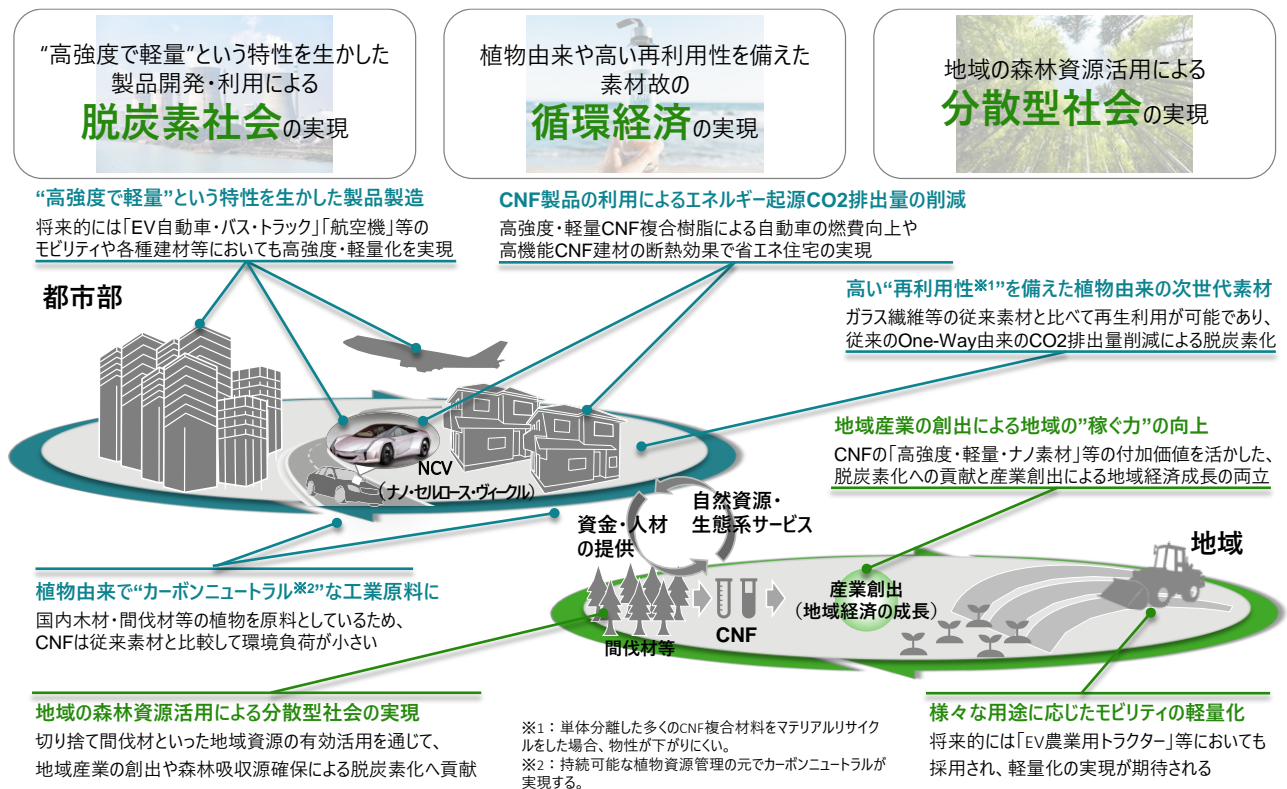 “高強度で軽量”という特性を生かした
製品開発・利用による
脱炭素社会の実現
植物由来や高い再利用性を備えた
素材故の
循環経済の実現
地域の森林資源活用による
分散型社会の実現
“高強度で軽量”という特性を生かした製品製造
将来的には「EV自動車・バス・トラック」「航空機」等の
モビリティや各種建材等においても高強度・軽量化を実現
CNF製品の利用によるエネルギー起源CO2排出量の削減
高強度・軽量CNF複合樹脂による自動車の燃費向上や
高機能CNF建材の断熱効果で省エネ住宅の実現
都市部
高い“再利用性※1”を備えた植物由来の次世代素材
ガラス繊維等の従来素材と比べて再生利用が可能であり、
従来のOne-Way由来のCO2排出量削減による脱炭素化
地域産業の創出による地域の”稼ぐ力”の向上
CNFの「高強度・軽量・ナノ素材」等の付加価値を活かした、
脱炭素化への貢献と産業創出による地域経済成長の両立
NCV
（ナノ・セルロース・ヴィークル）
資金・人材
の提供
自然資源・
生態系サービス
地域
植物由来で“カーボンニュートラル※2”な工業原料に
国内木材・間伐材等の植物を原料としているため、
CNFは従来素材と比較して環境負荷が小さい
間伐材等
CNF
産業創出
（地域経済の成長）
地域の森林資源活用による分散型社会の実現
切り捨て間伐材といった地域資源の有効活用を通じて、
地域産業の創出や森林吸収源確保による脱炭素化へ貢献
※1：単体分離した多くのCNF複合材料をマテリアルリサイク
ルをした場合、物性が下がりにくい。
※2：持続可能な植物資源管理の元でカーボンニュートラルが
実現する。
様々な用途に応じたモビリティの軽量化
将来的には「EV農業用トラクター」等においても
採用され、軽量化の実現が期待される